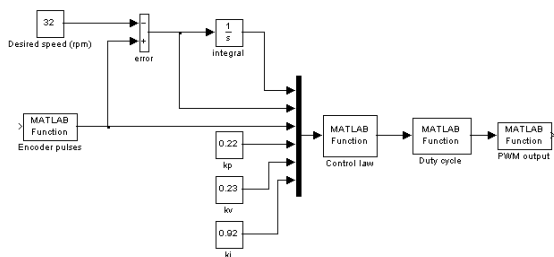 32
Desired speed (rpm)
−
+
error
1
s
integral
MATLAB
Function
Encoder pulses
0.22
kp
0.23
kv
0.92
ki
MATLAB
Function
Control law
MATLAB
Function
Duty cycle
MATLAB
Function
PWM output